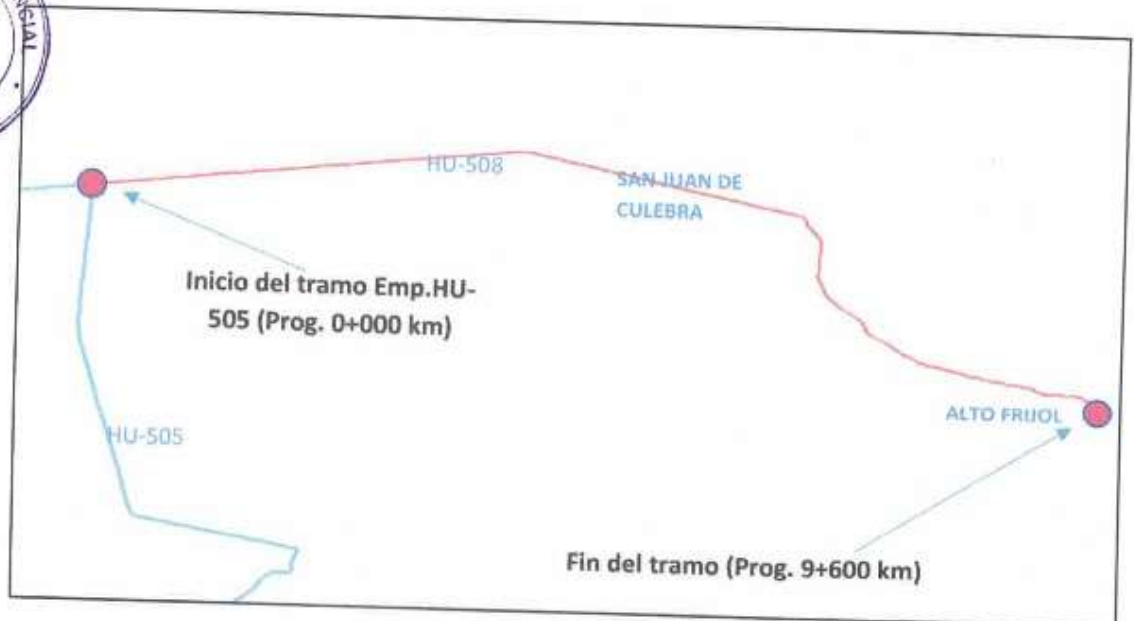 HU-508
SAN JUAN DE
CULEBRA
Inicio del tramo Emp.HU-
505 (Prog. 0+000 km)
HU-505
ALTO FRIJOL
Fin del tramo (Prog. 9+600 km)